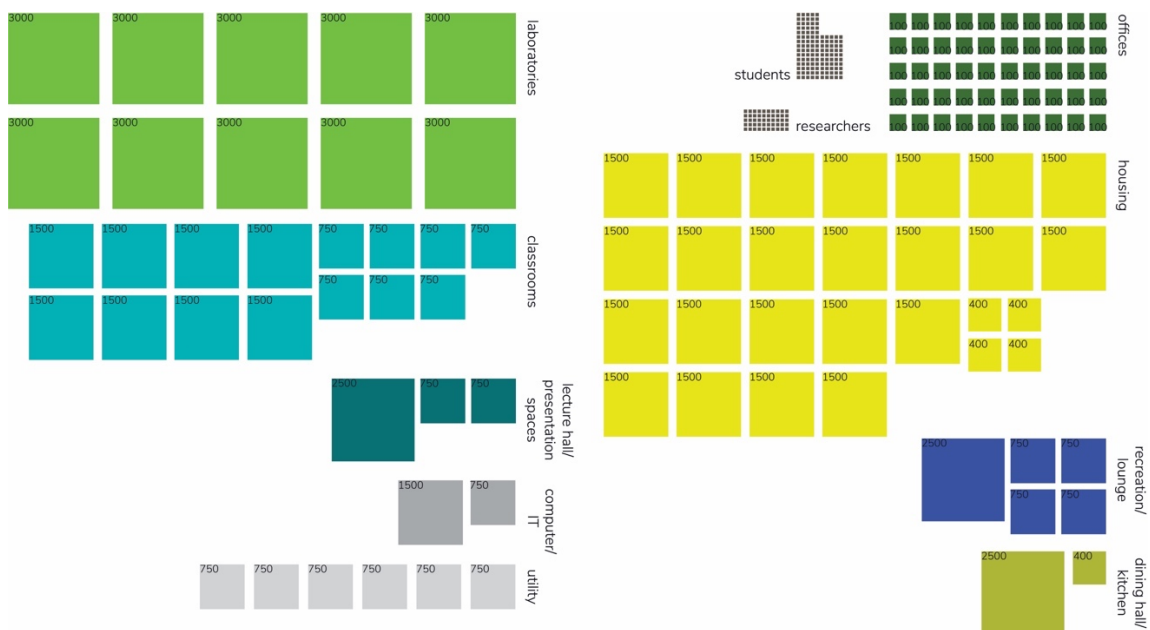 3000 3000 3000 3000 3000
3000 3000 3000 3000 3000
laboratories
1500 1500 1500 1500 750 750 750 750
750 750 750
1500 1500 1500 1500
classrooms
2500 750 750
lecture hall/
presentation
spaces
1500 750
computer/
IT
750 750 750 750 750 750
utility
students
researchers
100 100 100 100 100 100 100 100 100 100
100 100 100 100 100 100 100 100 100 100
100 100 100 100 100 100 100 100 100 100
100 100 100 100 100 100 100 100 100 100
100 100 100 100 100 100 100 100 100 100
offices
1500 1500 1500 1500 1500 1500 1500
1500 1500 1500 1500 1500 1500 1500
1500 1500 1500 1500 1500 400 400
400 400
1500 1500 1500 1500
housing
2500 750 750
750 750
recreation/
lounge
2500 400
dining hall/
kitchen